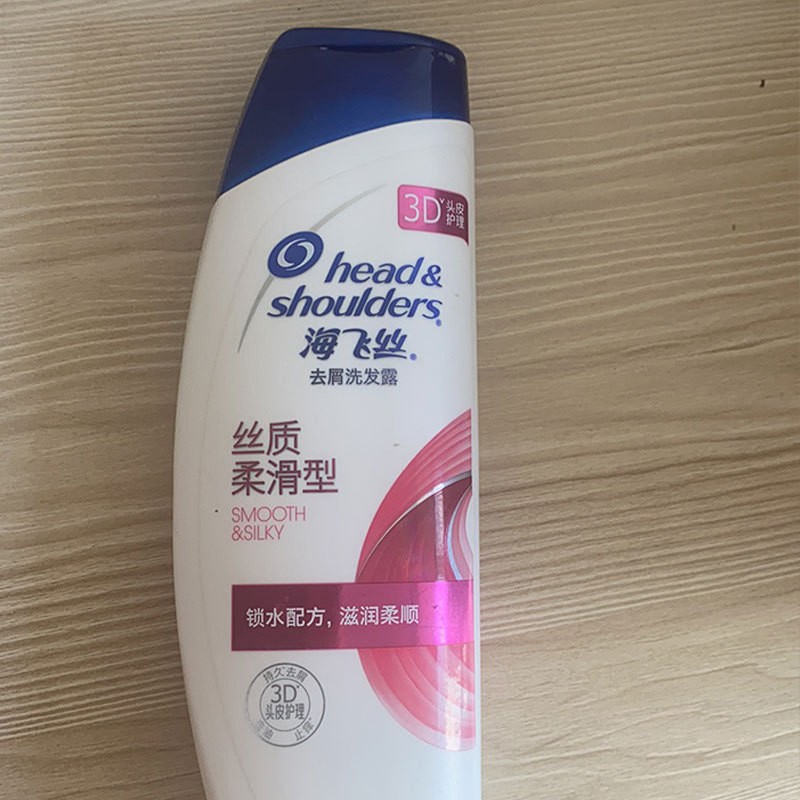 3D 头皮
护理
head &
shoulders
海飞丝
去屑洗发露
丝质
柔滑型
SMOOTH
&SILKY
锁水配方,滋润柔顺
持久去屑
3D
头皮护理
止痒